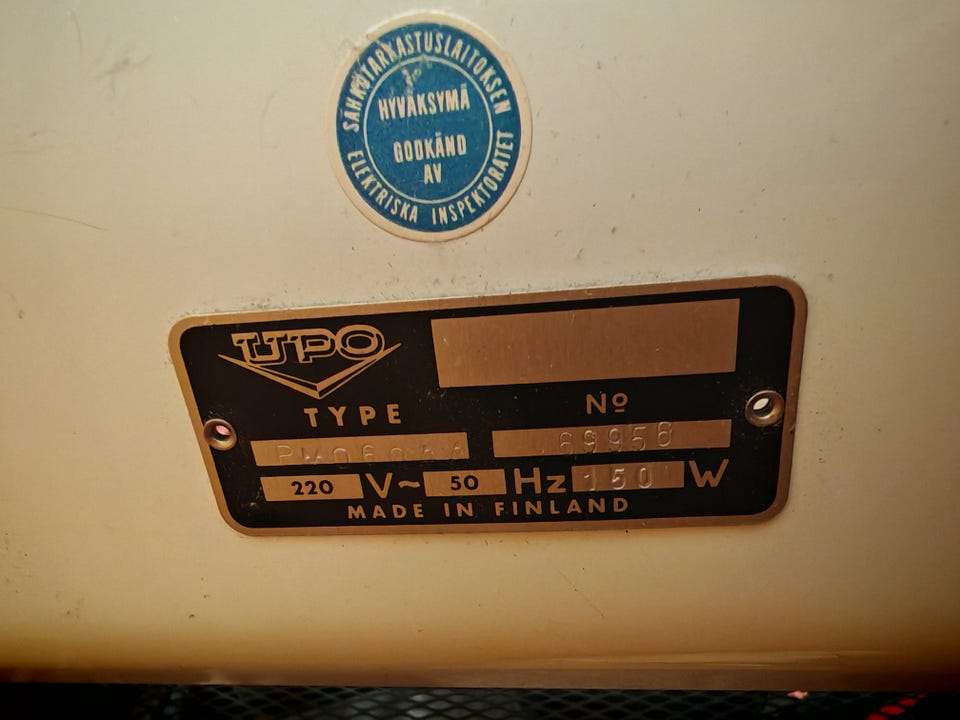 SÄHKÖTARKASTUSLAITOKSEN
HYVÄKSYMÄ
GODKÄND
AV
ELEKTRISKA INSPEKTORATET
UPO
TYPE
Nº
69958
220 V~ 50 Hz 150 W
MADE IN FINLAND